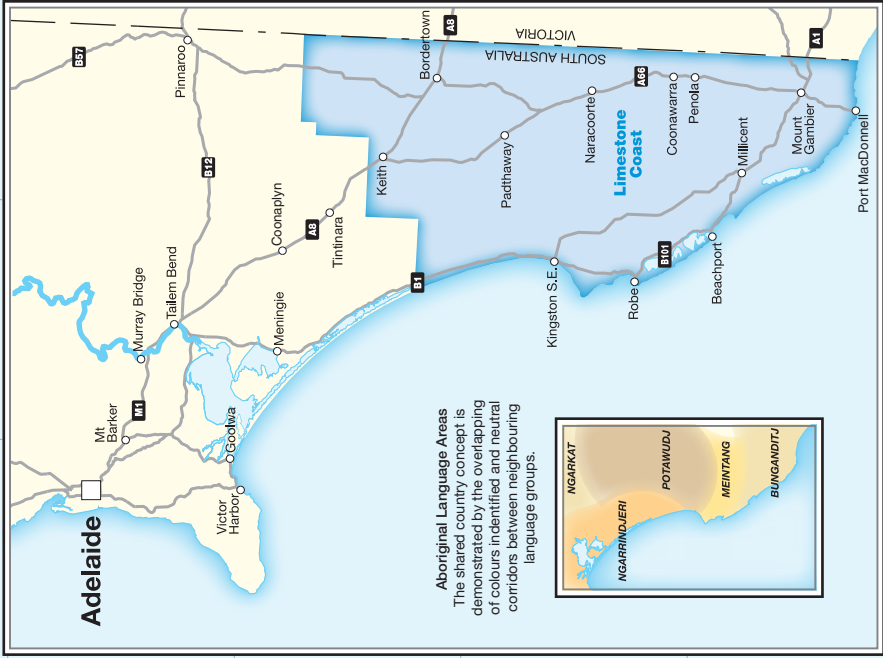 B57
Pinnaroo
B12
VICTORIA
SOUTH AUSTRALIA
A8
Bordertown
A1
A66
Naracoorte
Coonawarra
Penola
Mount
Gambier
Port MacDonnell
Millicent
Limestone
Coast
Padthaway
Keith
Tintinara
A8
Coonaplyn
Tailem Bend
Murray Bridge
Meningie
B1
Kingston S.E.
Robe
B101
Beachport
Mt
Barker
M1
Goolwa
Victor
Harbor
Adelaide
Aboriginal Language Areas
The shared country concept is
demonstrated by the overlapping
of colours indentified and neutral
corridors between neighbouring
language groups.
NGARKAT
POTAWUDJ
NGARRINDJERI
MEINTANG
BUNGANDITJ